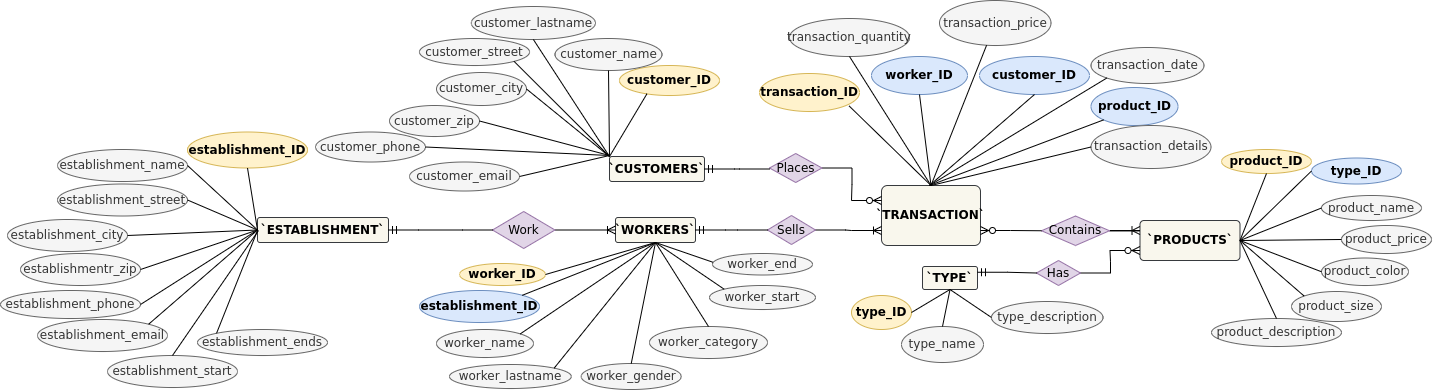 customer_lastname
customer_street
customer_name
customer_ID
customer_city
customer_zip
customer_phone
customer_email
`CUSTOMERS`
Places
transaction_quantity
transaction_price
worker_ID
customer_ID
transaction_date
transaction_ID
product_ID
transaction_details
`TRANSACTION`
establishment_ID
establishment_name
establishment_street
establishment_city
establishmentr_zip
establishment_phone
establishment_email
establishment_start
establishment_ends
`ESTABLISHMENT`
Work
`WORKERS`
Sells
worker_ID
establishment_ID
worker_name
worker_lastname
worker_gender
worker_category
worker_start
worker_end
Contains
`PRODUCTS`
product_ID
type_ID
product_name
product_price
product_color
product_size
product_description
`TYPE`
Has
type_ID
type_name
type_description